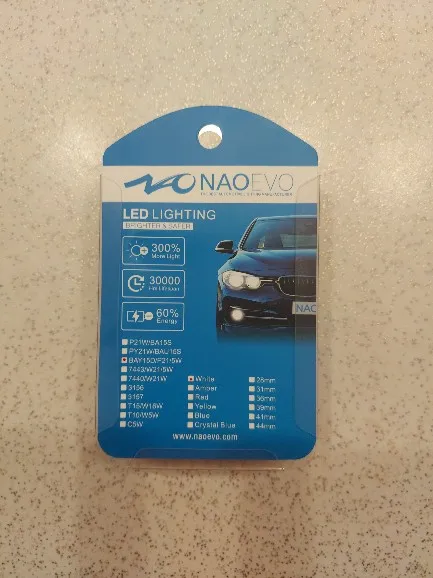 NAOEVO
LED LIGHTING
BRIGHTER & SAFER
300%
More Light
30000
60%
Energy
NAO
P21W/BA15S
PY21W/BAU15S
BAY15D/P21/5W
7443/W21/5W
7440/W21W
3156
3157
T15/W16W
T10/W5W
C5W
White
Amber
Red
Yellow
Blue
Crystal Blue
28mm
31mm
36mm
39mm
41mm
44mm
www.naoevo.com